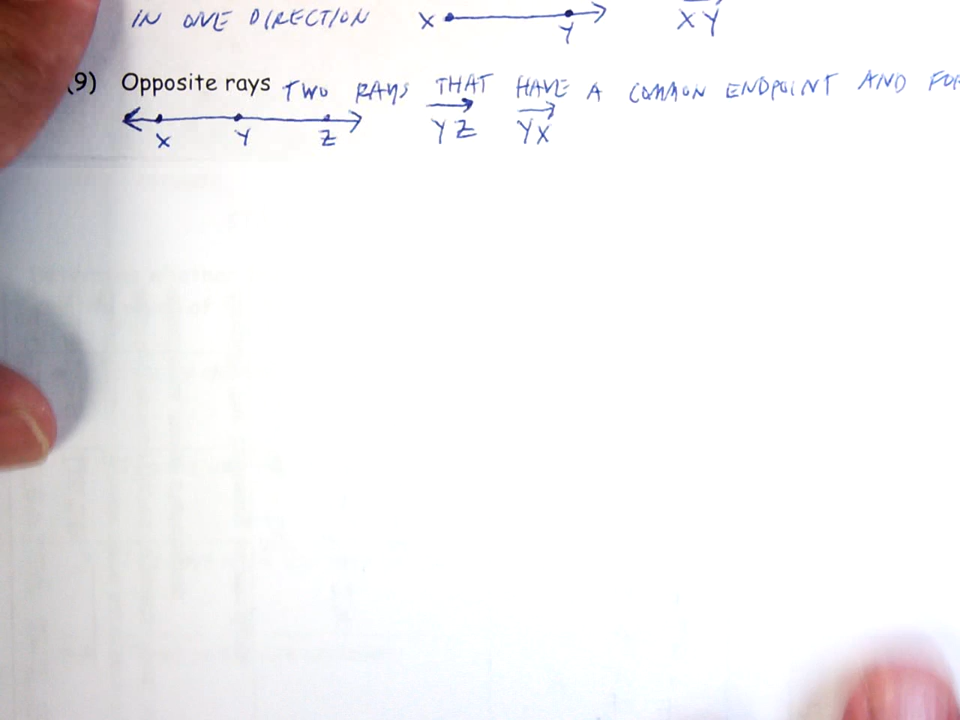 IN ONE DIRECTION X Y XY
(9) Opposite rays TWO RAYS THAT HAVE A COMMON ENDPOINT AND
X Y Z YZ YX